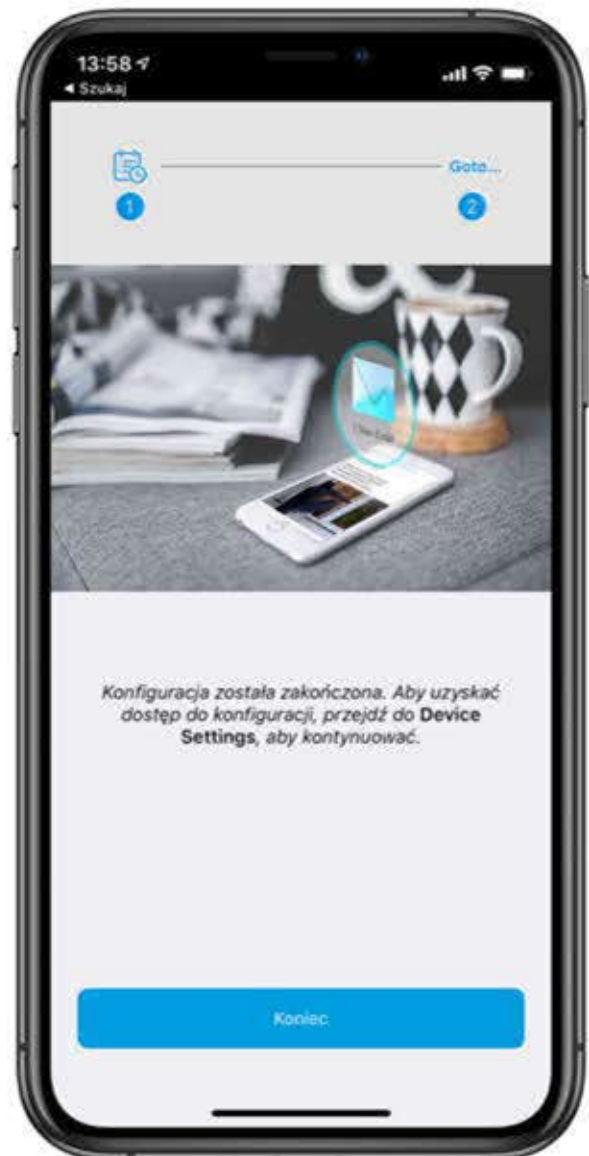 13:58
◀ Szukaj
Goto...
1
2
Konfiguracja została zakończona. Aby uzyskać
dostęp do konfiguracji, przejdź do Device
Settings, aby kontynuować.
Koniec